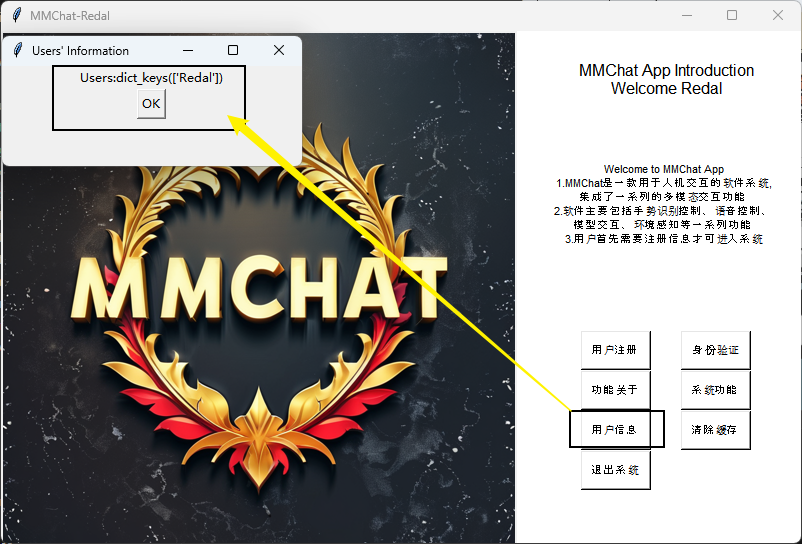 MMChat-Redal
Users' Information
Users:dict_keys(['Redal'])
OK
MMCHAT
MMChat App Introduction
Welcome Redal
Welcome to MMChat App
1.MMChat是一款用于人机交互的软件系统,
集成了一系列的多模态交互功能
2.软件主要包括手势识别控制、语音控制、
模型交互、环境感知等一系列功能
3.用户首先需要注册信息才可进入系统
用户注册
身份验证
功能关于
系统功能
用户信息
清除缓存
退出系统